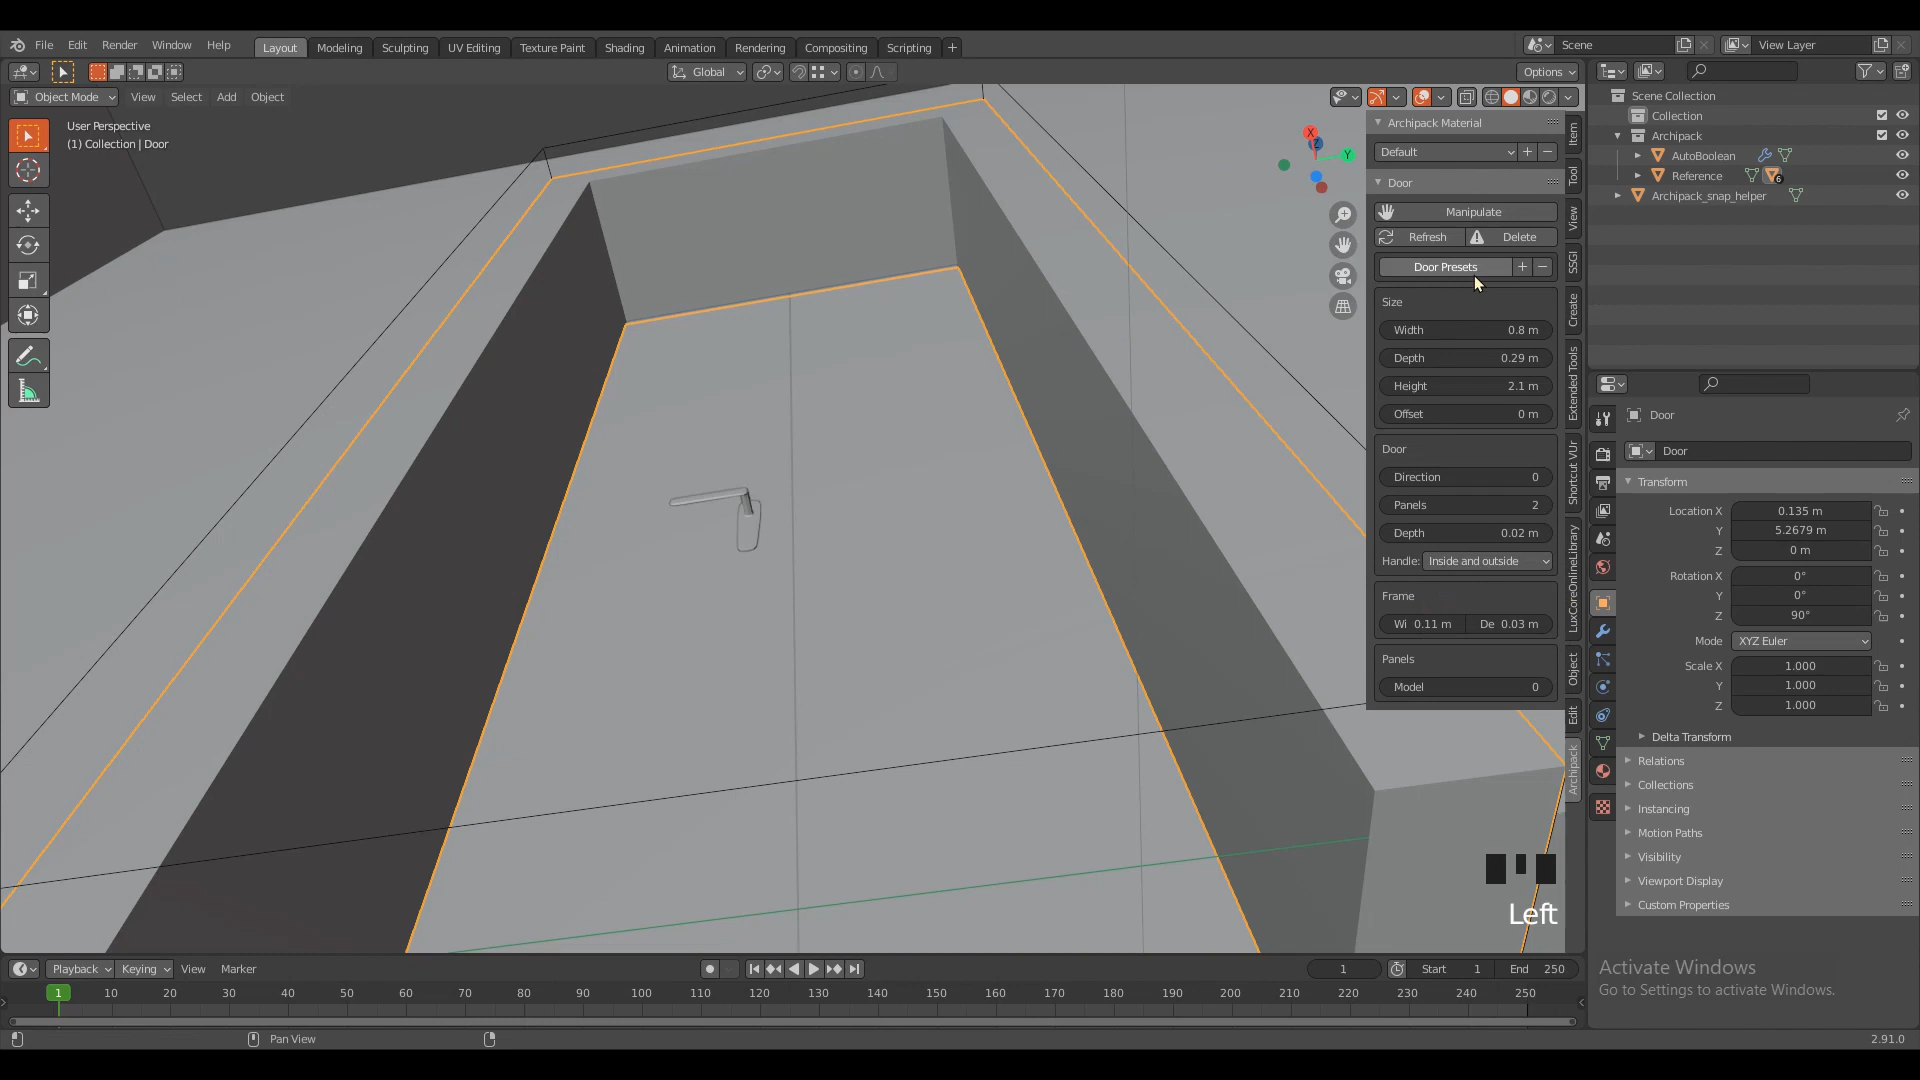 File Edit Render Window Help Layout Modeling Sculpting UV Editing Texture Paint Shading Animation Rendering Compositing Scripting + Scene View Layer
Global Options
Object Mode View Select Add Object
User Perspective
(1) Collection | Door
X
Y
Z
Archipack Material
Default
Door
Manipulate
Refresh Delete
Door Presets
Size
Width 0.8 m
Depth 0.29 m
Height 2.1 m
Offset 0 m
Door
Direction 0
Panels 2
Depth 0.02 m
Handle: Inside and outside
Frame
Wi 0.11 m De 0.03 m
Panels
Model 0
Item
Tool
View
SSGI
Create
Extended Tools
Shortcut VUr
LuxCoreOnlineLibrary
Object
Edit
Archipack
Scene Collection
Collection
Archipack
AutoBoolean
Reference 6
Archipack_snap_helper
Door
Door
Transform
Location X 0.135 m
Y 5.2679 m
Z 0 m
Rotation X 0°
Y 0°
Z 90°
Mode XYZ Euler
Scale X 1.000
Y 1.000
Z 1.000
Delta Transform
Relations
Collections
Instancing
Motion Paths
Visibility
Viewport Display
Custom Properties
Left
Activate Windows
Go to Settings to activate Windows.
Playback Keying View Marker 1 Start 1 End 250
1 10 20 30 40 50 60 70 80 90 100 110 120 130 140 150 160 170 180 190 200 210 220 230 240 250
Pan View 2.91.0